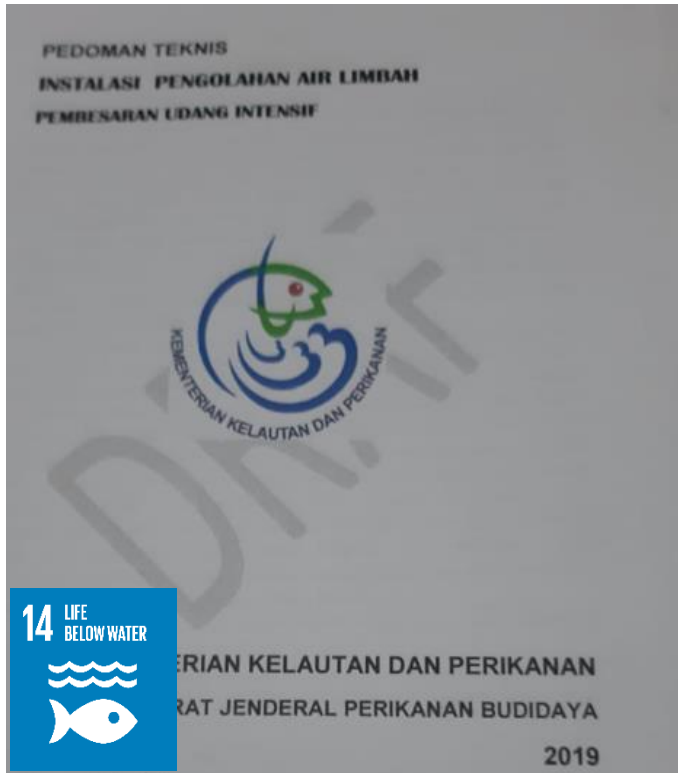 PEDOMAN TEKNIS
INSTALASI PENGOLAHAN AIR LIMBAH
PEMBESARAN UDANG INTENSIF
KEMENTERIAN KELAUTAN DAN PERIKANAN
14 LIFE
BELOW WATER
ERIAN KELAUTAN DAN PERIKANAN
RAT JENDERAL PERIKANAN BUDIDAYA
2019